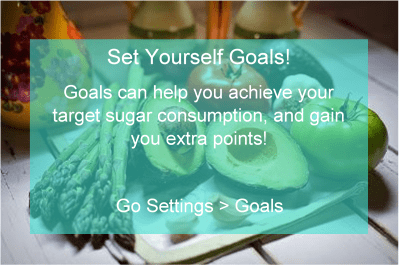 Set Yourself Goals!
Goals can help you achieve your
target sugar consumption, and gain
you extra points!
Go Settings > Goals